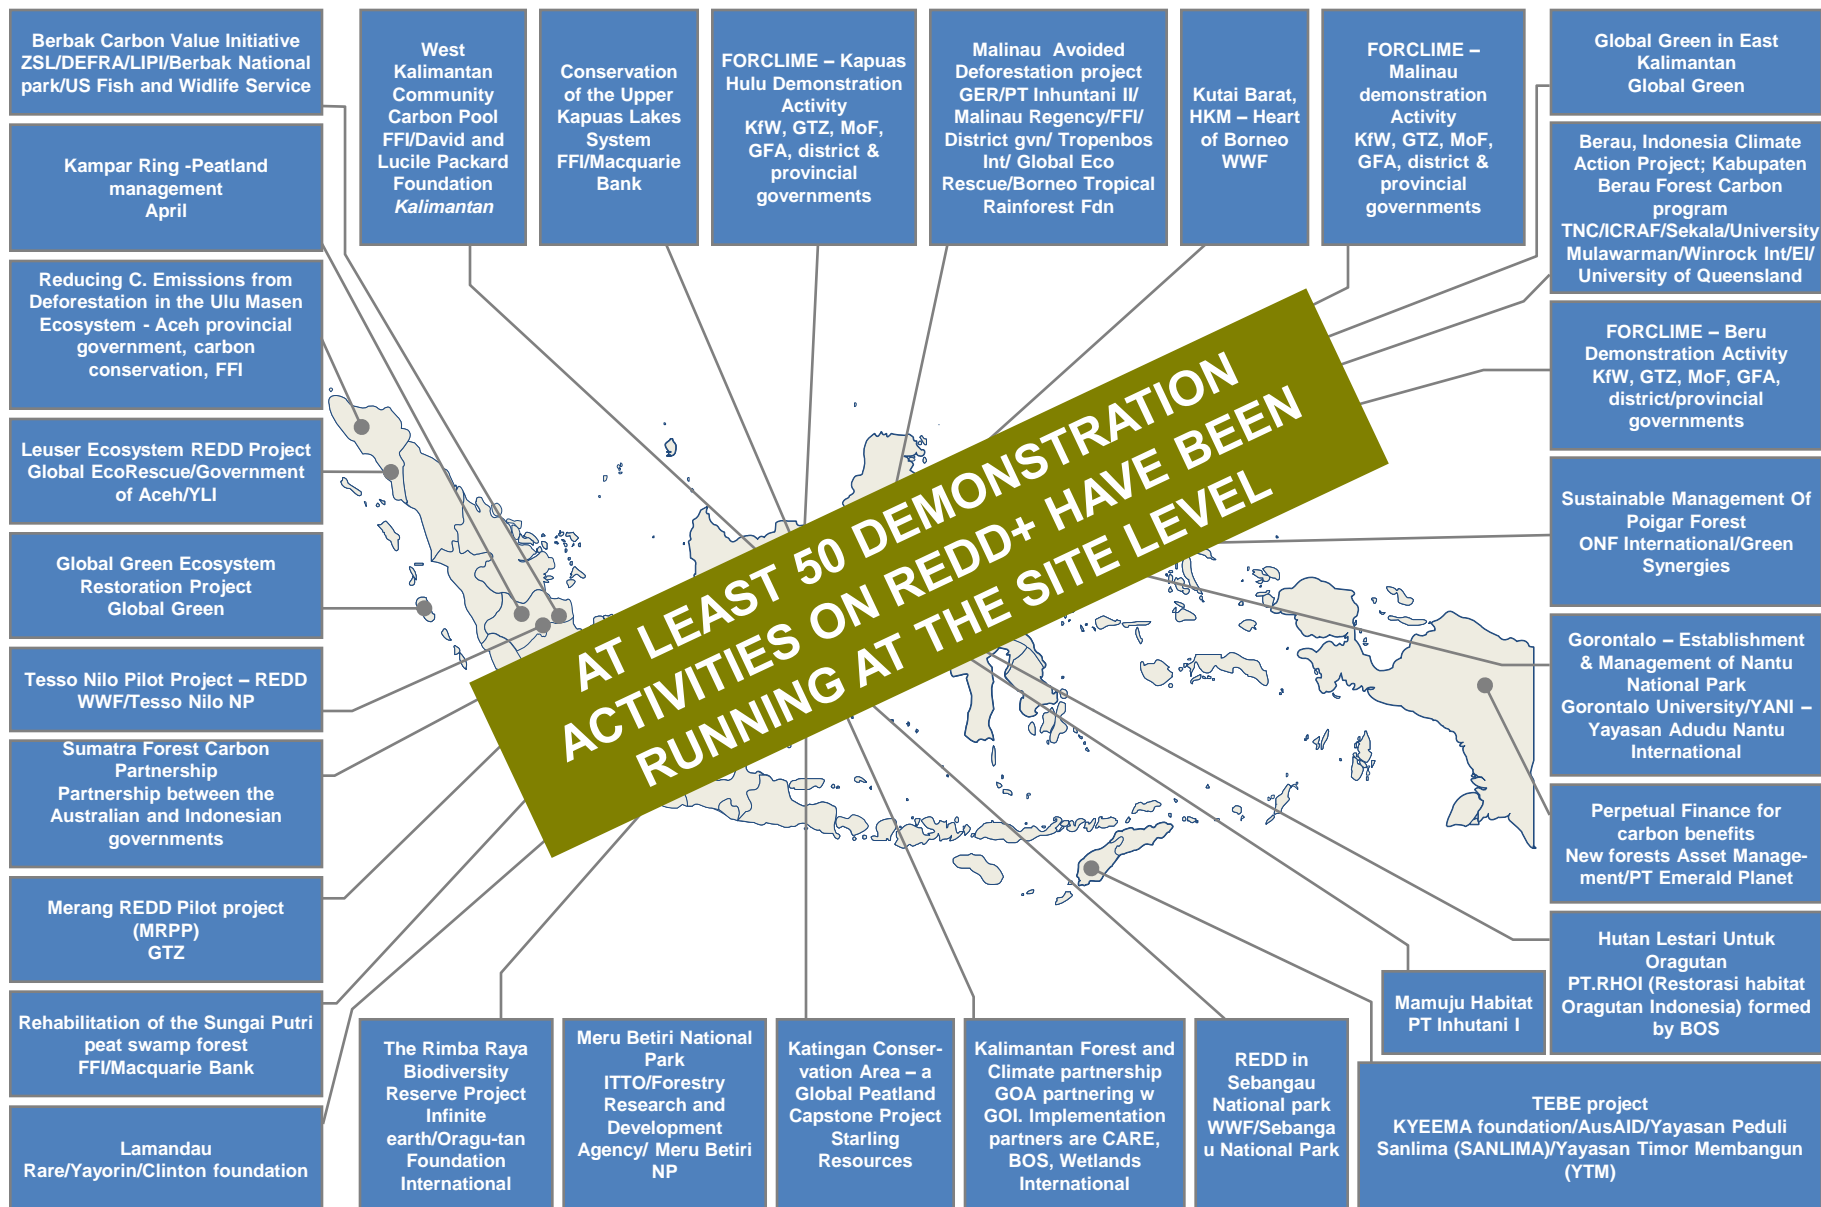 Berbak Carbon Value Initiative
ZSL/DEFRA/LIPI/Berbak National
park/US Fish and Widlife Service
Kampar Ring -Peatland
management
April
Reducing C. Emissions from
Deforestation in the Ulu Masen
Ecosystem - Aceh provincial
government, carbon
conservation, FFI
Leuser Ecosystem REDD Project
Global EcoRescue/Government
of Aceh/YLI
Global Green Ecosystem
Restoration Project
Global Green
Tesso Nilo Pilot Project – REDD
WWF/Tesso Nilo NP
Sumatra Forest Carbon
Partnership
Partnership between the
Australian and Indonesian
governments
Merang REDD Pilot project
(MRPP)
GTZ
Rehabilitation of the Sungai Putri
peat swamp forest
FFI/Macquarie Bank
Lamandau
Rare/Yayorin/Clinton foundation
West
Kalimantan
Community
Carbon Pool
FFI/David and
Lucile Packard
Foundation
Kalimantan
Conservation
of the Upper
Kapuas Lakes
System
FFI/Macquarie
Bank
FORCLIME – Kapuas
Hulu Demonstration
Activity
KfW, GTZ, MoF,
GFA, district &
provincial
governments
Malinau Avoided
Deforestation project
GER/PT Inhuntani II/
Malinau Regency/FFI/
District gvn/ Tropenbos
Int/ Global Eco
Rescue/Borneo Tropical
Rainforest Fdn
Kutai Barat,
HKM – Heart
of Borneo
WWF
FORCLIME –
Malinau
demonstration
Activity
KfW, GTZ, MoF,
GFA, district &
provincial
governments
Global Green in East
Kalimantan
Global Green
Berau, Indonesia Climate
Action Project; Kabupaten
Berau Forest Carbon
program
TNC/ICRAF/Sekala/University
Mulawarman/Winrock Int/EI/
University of Queensland
FORCLIME – Beru
Demonstration Activity
KfW, GTZ, MoF, GFA,
district/provincial
governments
Sustainable Management Of
Poigar Forest
ONF International/Green
Synergies
Gorontalo – Establishment
& Management of Nantu
National Park
Gorontalo University/YANI –
Yayasan Adudu Nantu
International
Perpetual Finance for
carbon benefits
New forests Asset Manage-
ment/PT Emerald Planet
Hutan Lestari Untuk
Oragutan
PT.RHOI (Restorasi habitat
Oragutan Indonesia) formed
by BOS
AT LEAST 50 DEMONSTRATION
ACTIVITIES ON REDD+ HAVE BEEN
RUNNING AT THE SITE LEVEL
The Rimba Raya
Biodiversity
Reserve Project
Infinite
earth/Oragu-tan
Foundation
International
Meru Betiri National
Park
ITTO/Forestry
Research and
Development
Agency/ Meru Betiri
NP
Katingan Conser-
vation Area – a
Global Peatland
Capstone Project
Starling
Resources
Kalimantan Forest and
Climate partnership
GOA partnering w
GOI. Implementation
partners are CARE,
BOS, Wetlands
International
REDD in
Sebangau
National park
WWF/Sebanga
u National Park
Mamuju Habitat
PT Inhutani I
TEBE project
KYEEMA foundation/AusAID/Yayasan Peduli
Sanlima (SANLIMA)/Yayasan Timor Membangun
(YTM)